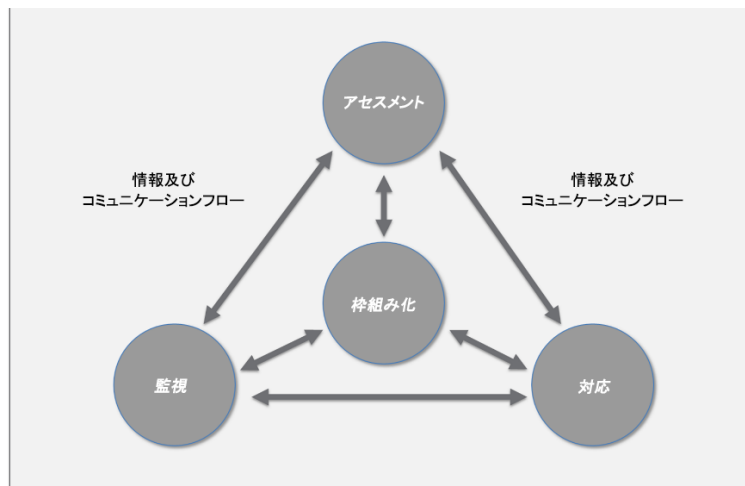 アセスメント
情報及び
コミュニケーションフロー
情報及び
コミュニケーションフロー
枠組み化
監視
対応